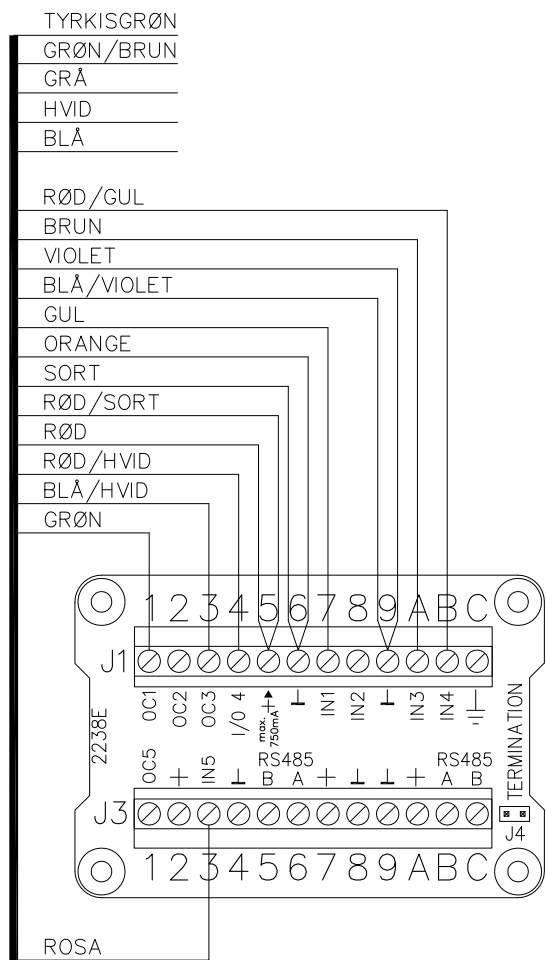 TYRKISGRØN
GRØN/BRUN
GRÅ
HVID
BLÅ
RØD/GUL
BRUN
VIOLET
BLÅ/VIOLET
GUL
ORANGE
SORT
RØD/SORT
RØD
RØD/HVID
BLÅ/HVID
GRØN
1 2 3 4 5 6 7 8 9 A B C
J1
OC1 OC2 OC3 I/O 4 max. + 750mA IN1 IN2 IN3 IN4
2238E
TERMINATION
RS485 RS485
OC5 + IN5 B A + + A B
J3
J4
1 2 3 4 5 6 7 8 9 A B C
ROSA